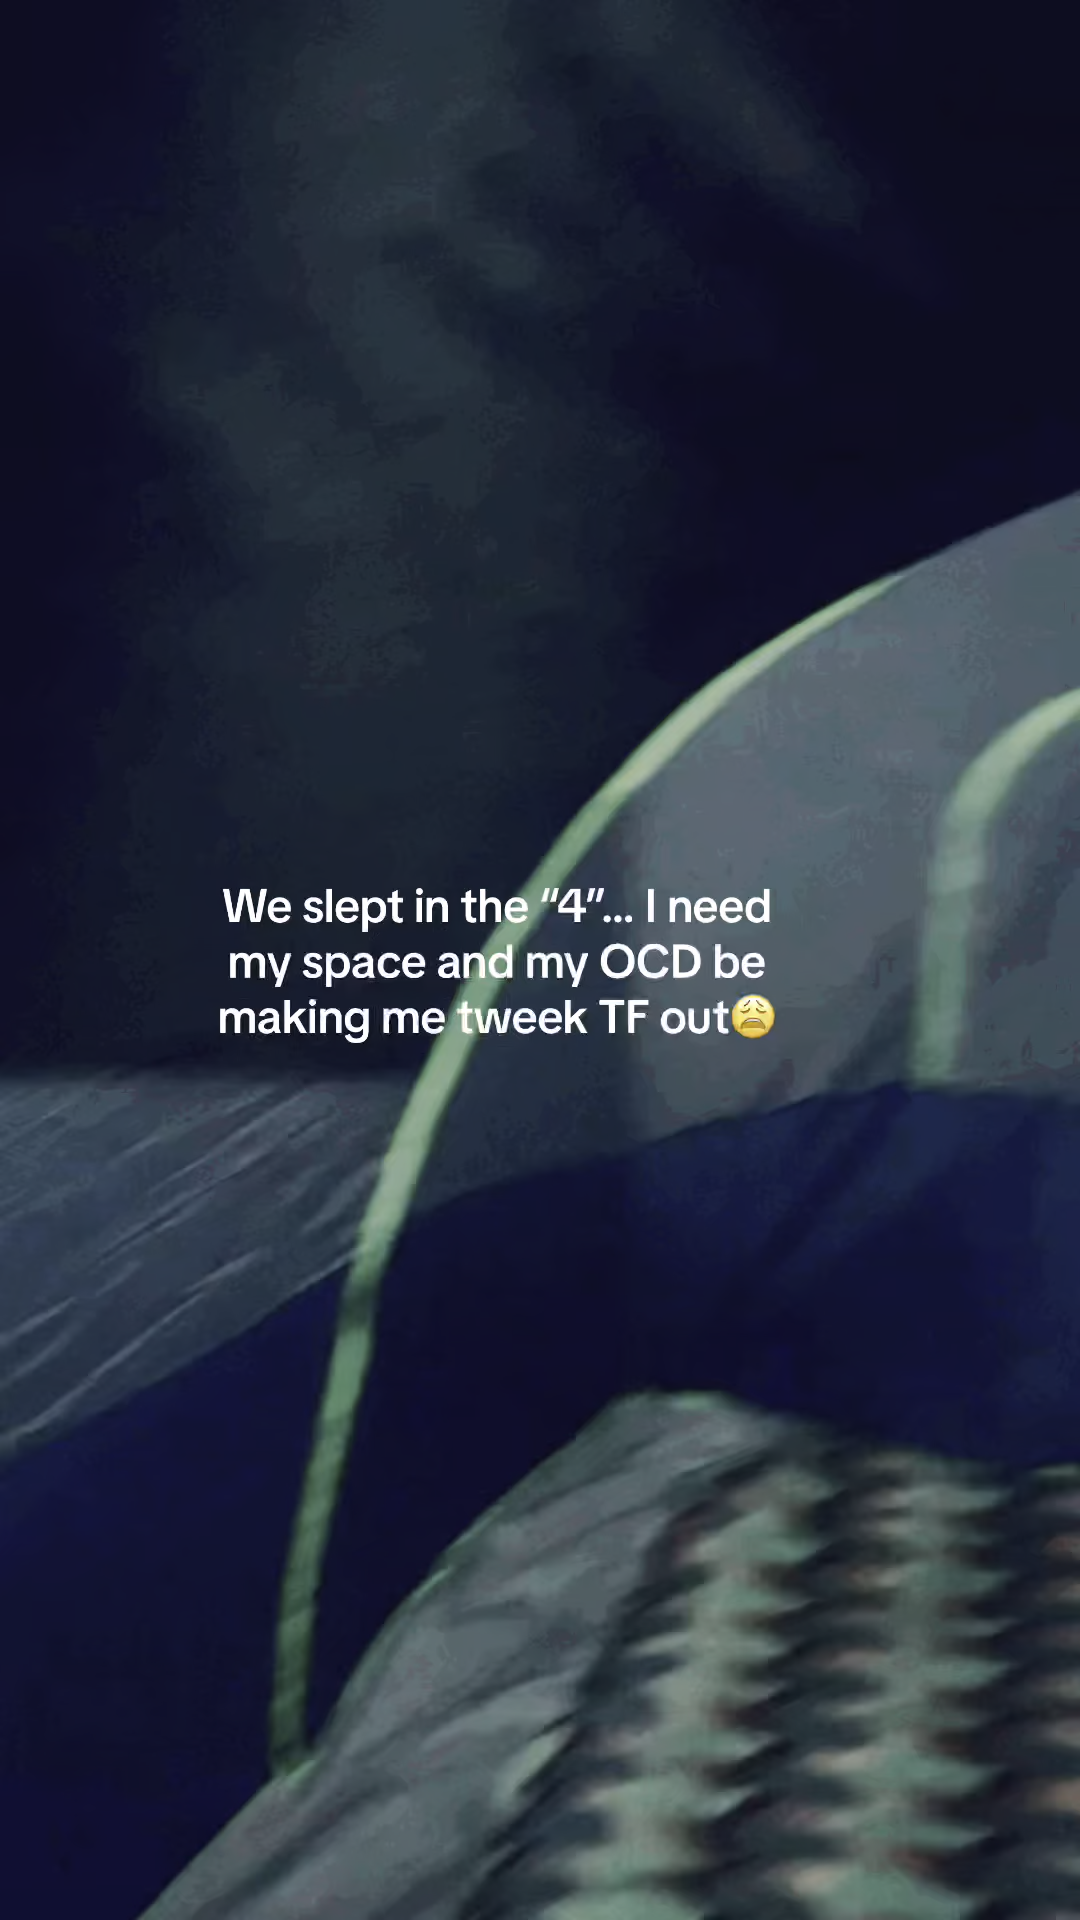 We slept in the “4”... I need
my space and my OCD be
making me tweek TF out😩